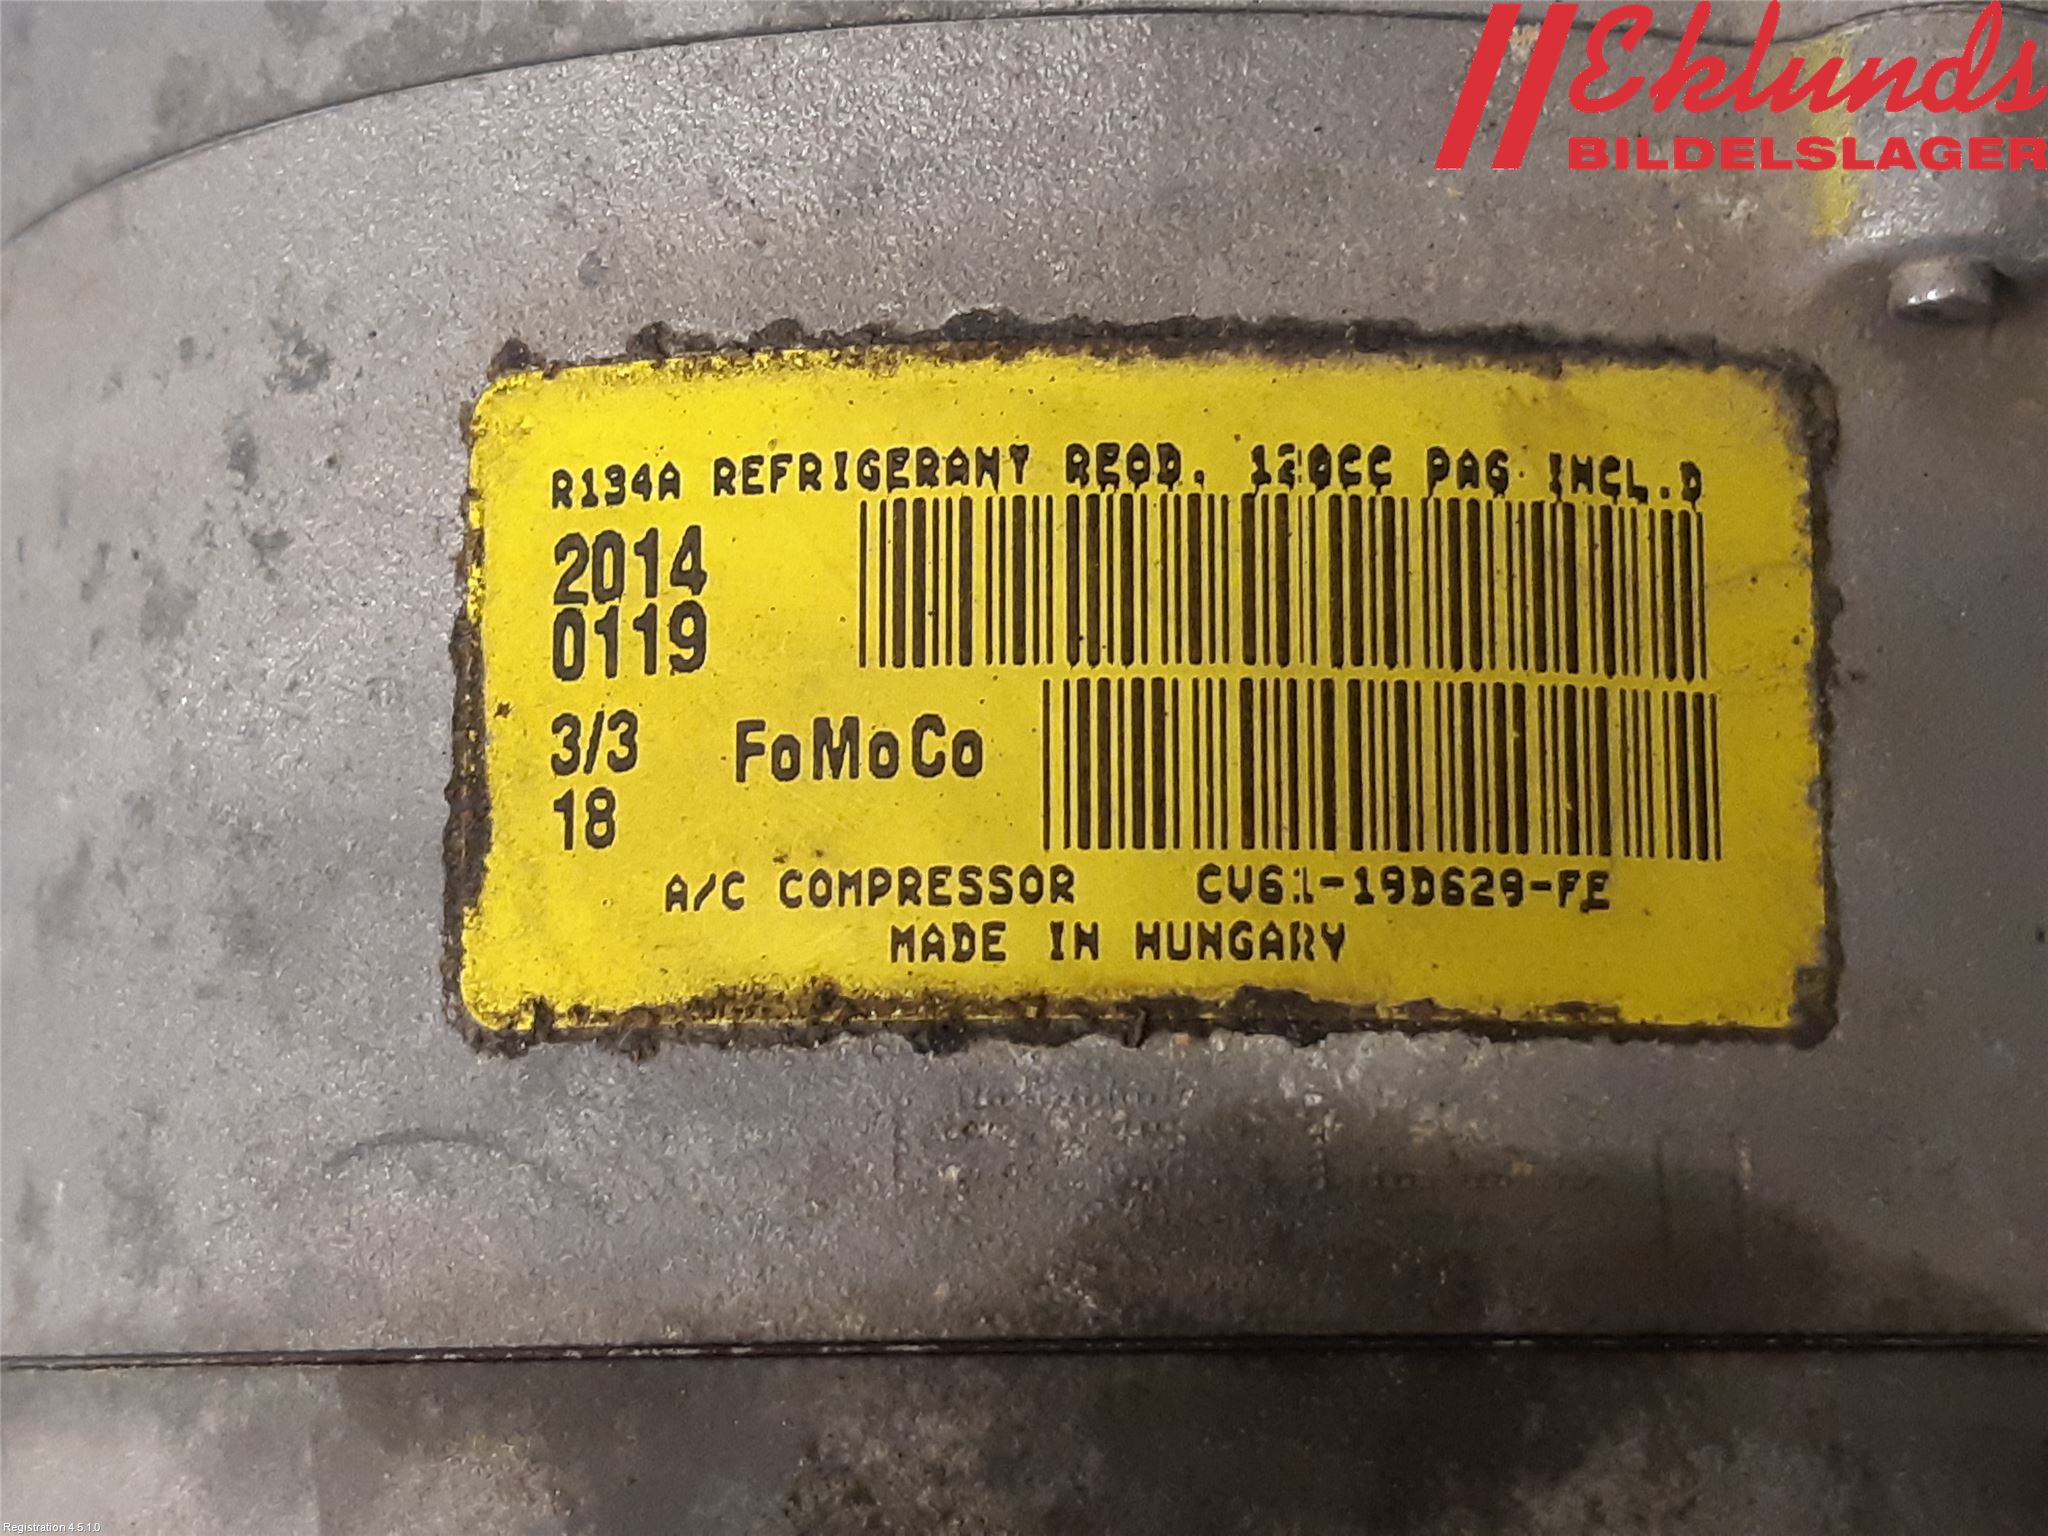 Eklunds
BILDELSLAGER
R134A REFRIGERANT REQD. 120CC PAG INCL.D
2014
0119
3/3 FoMoCo
18
A/C COMPRESSOR CV61-19D629-FE
MADE IN HUNGARY
Registration 4.5.1.0